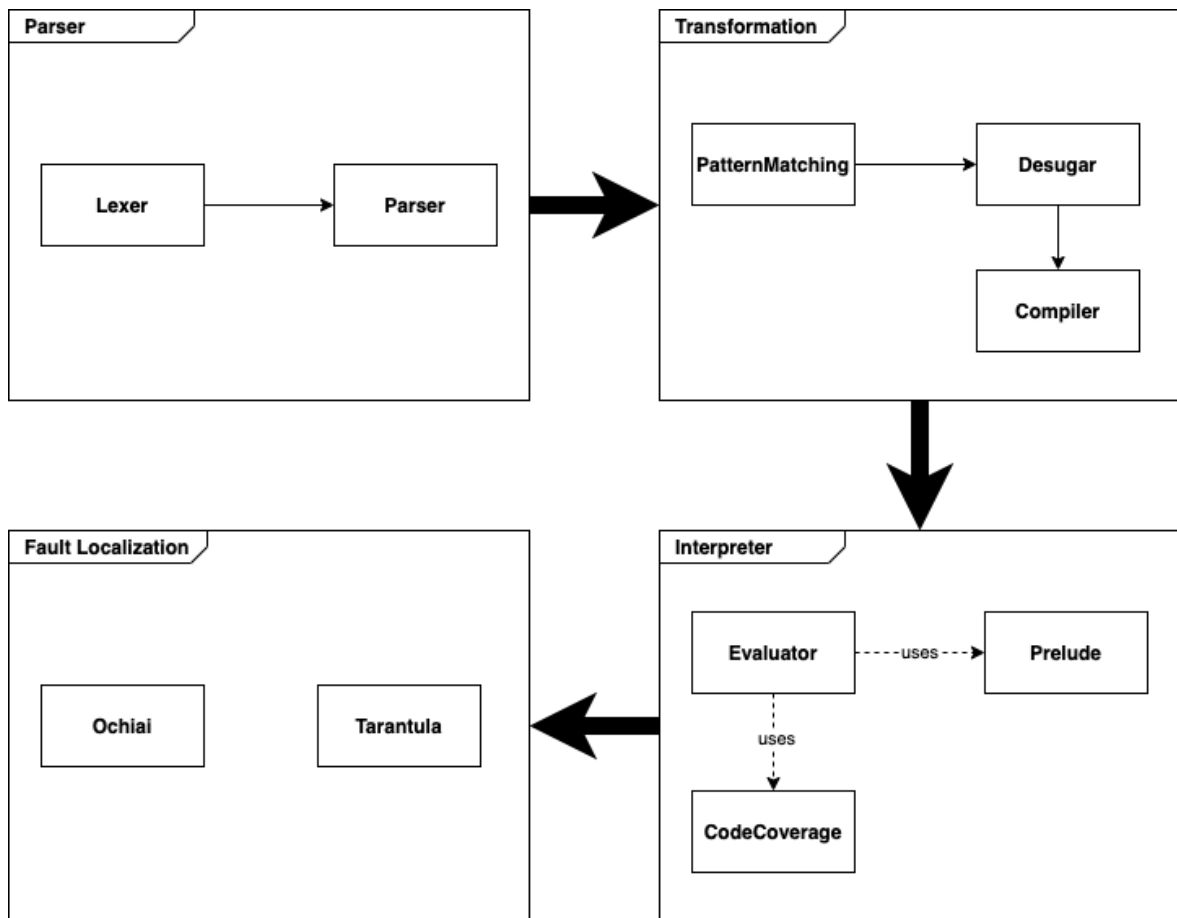 Parser
Lexer
Parser
Transformation
PatternMatching
Desugar
Compiler
Fault Localization
Ochiai
Tarantula
Interpreter
Evaluator
uses
Prelude
uses
CodeCoverage